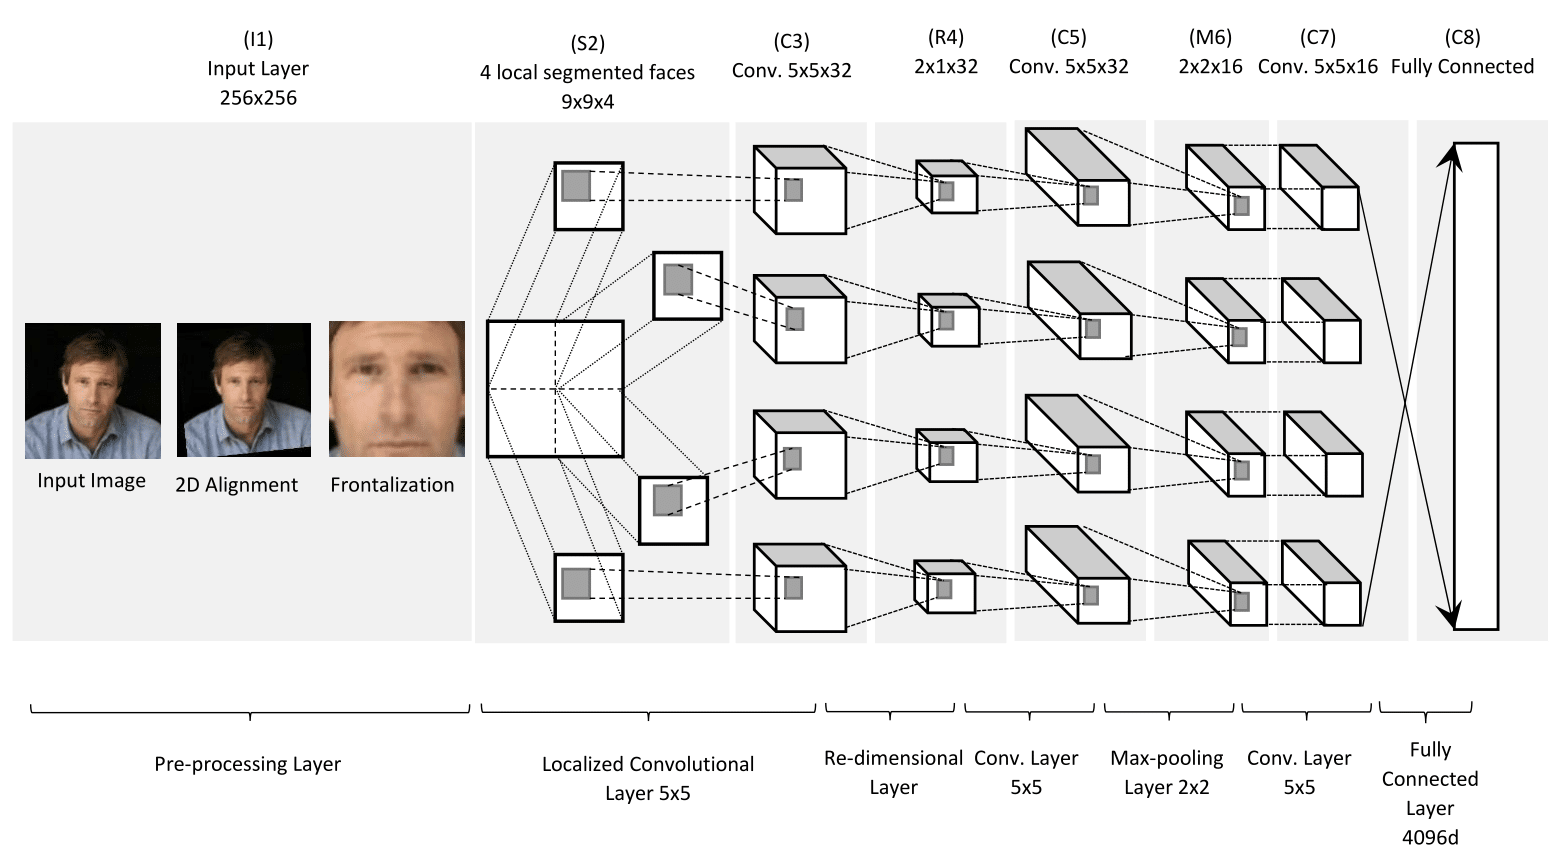 (I1)
Input Layer
256x256
(S2)
4 local segmented faces
9x9x4
(C3)
Conv. 5x5x32
(R4)
2x1x32
(C5)
Conv. 5x5x32
(M6)
2x2x16
(C7)
Conv. 5x5x16
(C8)
Fully Connected
Input Image
2D Alignment
Frontalization
Pre-processing Layer
Localized Convolutional
Layer 5x5
Re-dimensional
Layer
Conv. Layer
5x5
Max-pooling
Layer 2x2
Conv. Layer
5x5
Fully
Connected
Layer
4096d